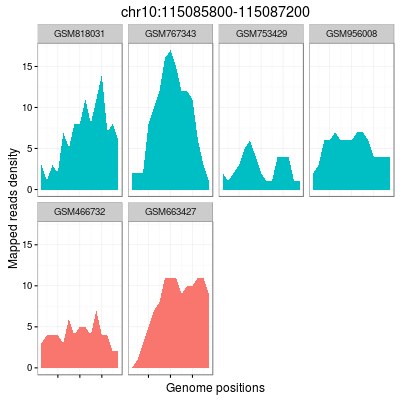 chr10:115085800-115087200
GSM818031 GSM767343 GSM753429 GSM956008
15
10
5
0
GSM466732 GSM663427
15
10
5
0
Mapped reads density
Genome positions